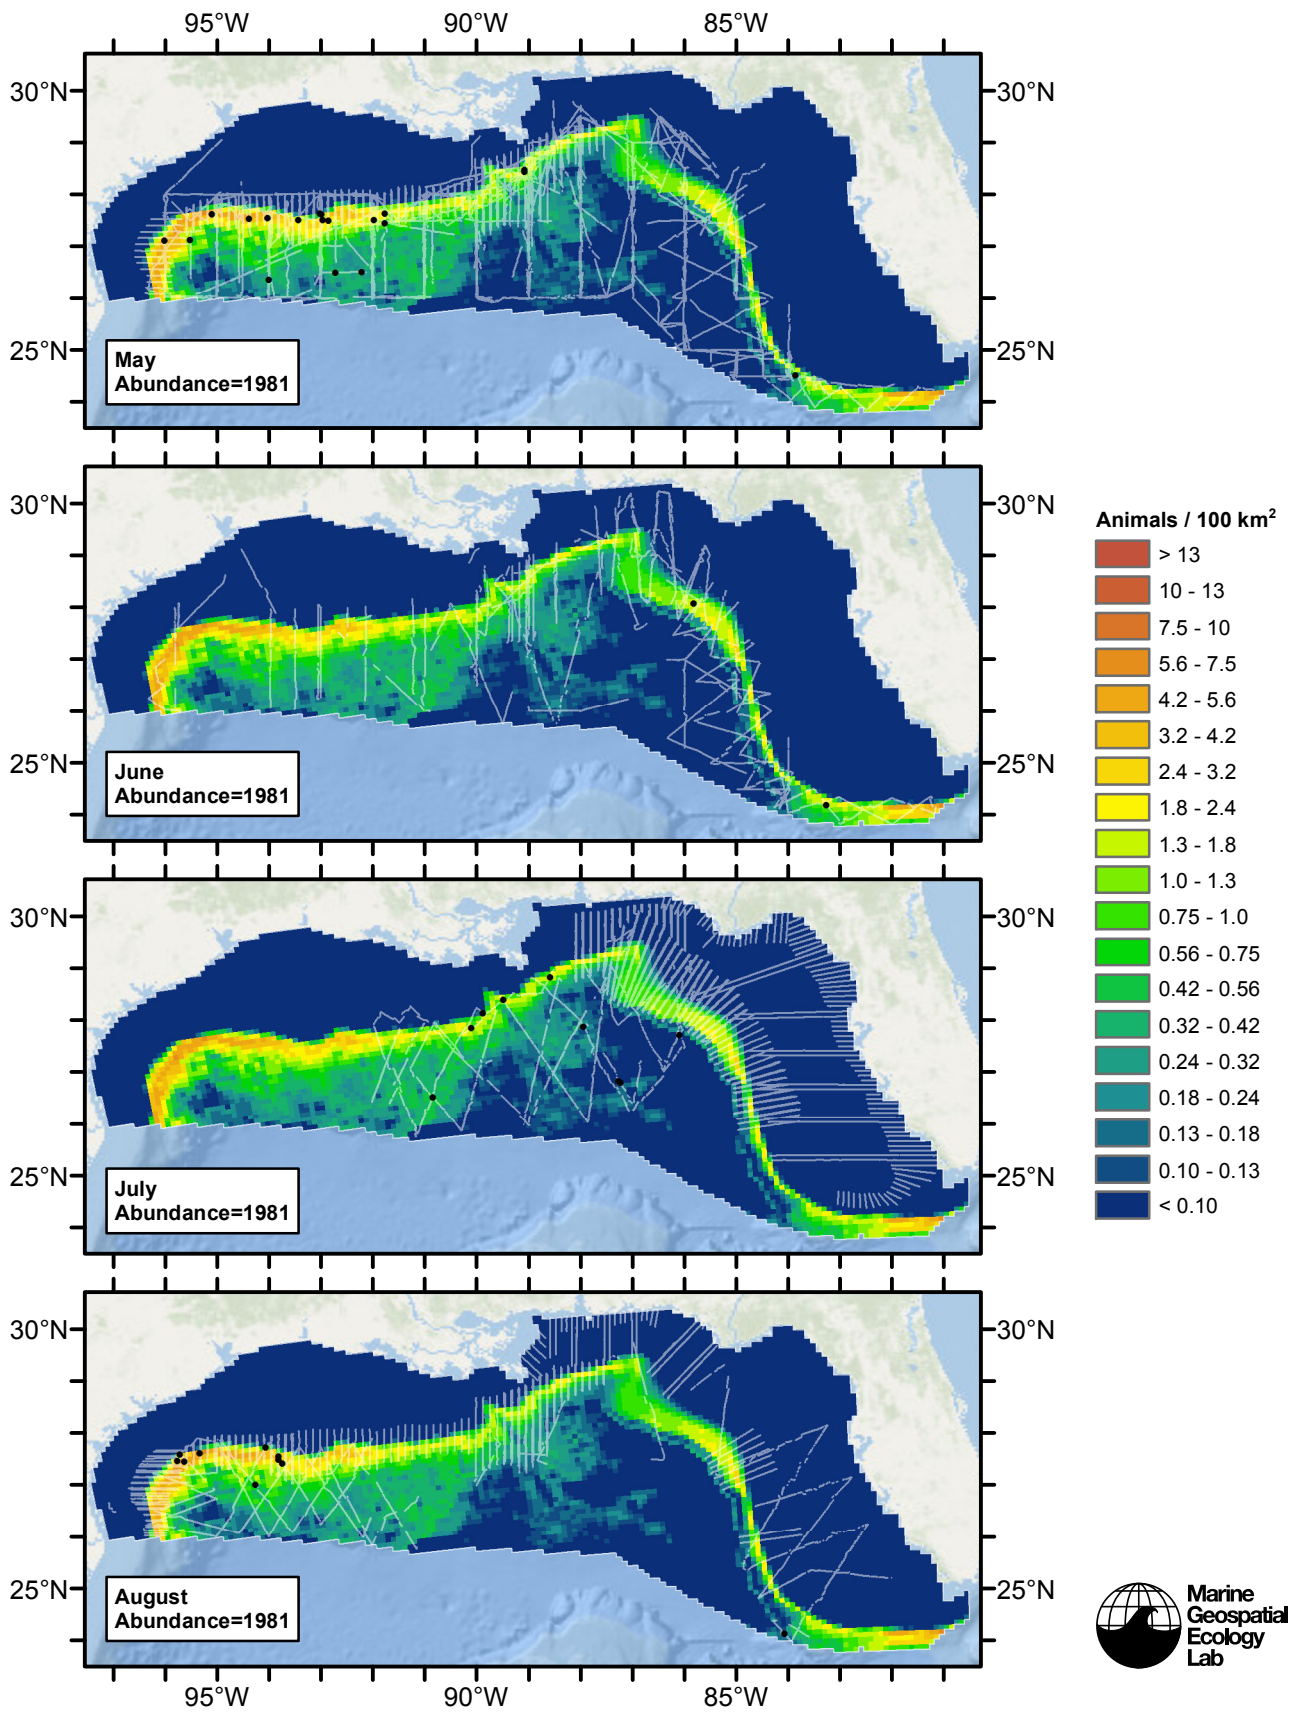 95°W 90°W 85°W
30°N 30°N
25°N 25°N
May
Abundance=1981
30°N 30°N
25°N 25°N
June
Abundance=1981
30°N 30°N
25°N 25°N
July
Abundance=1981
30°N 30°N
25°N 25°N
August
Abundance=1981
95°W 90°W 85°W
Animals / 100 km²
> 13
10 - 13
7.5 - 10
5.6 - 7.5
4.2 - 5.6
3.2 - 4.2
2.4 - 3.2
1.8 - 2.4
1.3 - 1.8
1.0 - 1.3
0.75 - 1.0
0.56 - 0.75
0.42 - 0.56
0.32 - 0.42
0.24 - 0.32
0.18 - 0.24
0.13 - 0.18
0.10 - 0.13
< 0.10
Marine
Geospatial
Ecology
Lab